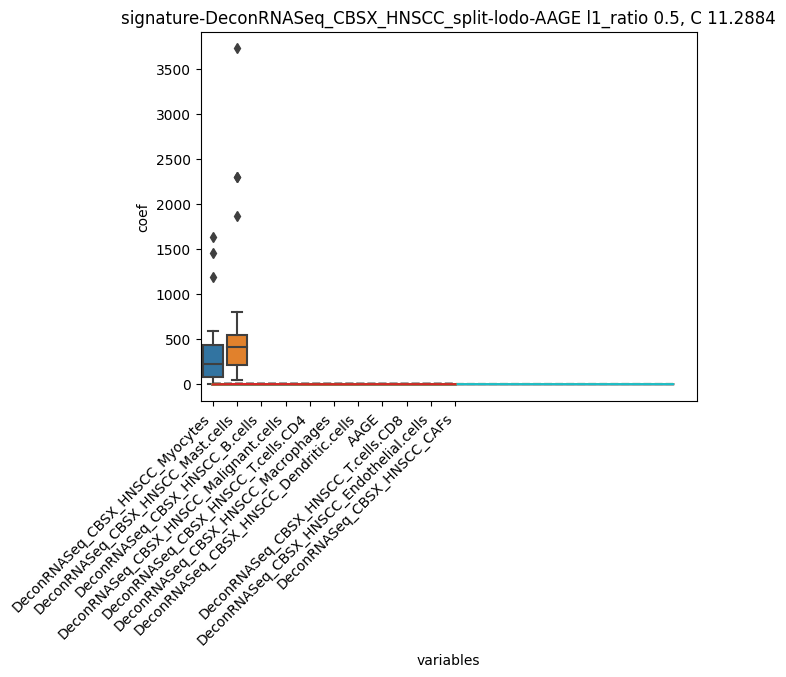 signature-DeconRNASeq_CBSX_HNSCC_split-lodo-AAGE l1_ratio 0.5, C 11.2884
3500
3000
2500
2000
1500
1000
500
0
coef
DeconRNASeq_CBSX_HNSCC_Myocytes
DeconRNASeq_CBSX_HNSCC_Mast.cells
DeconRNASeq_CBSX_HNSCC_B.cells
DeconRNASeq_CBSX_HNSCC_Malignant.cells
DeconRNASeq_CBSX_HNSCC_T.cells.CD4
DeconRNASeq_CBSX_HNSCC_Macrophages
DeconRNASeq_CBSX_HNSCC_Dendritic.cells
AAGE
DeconRNASeq_CBSX_HNSCC_T.cells.CD8
DeconRNASeq_CBSX_HNSCC_Endothelial.cells
DeconRNASeq_CBSX_HNSCC_CAFs
variables